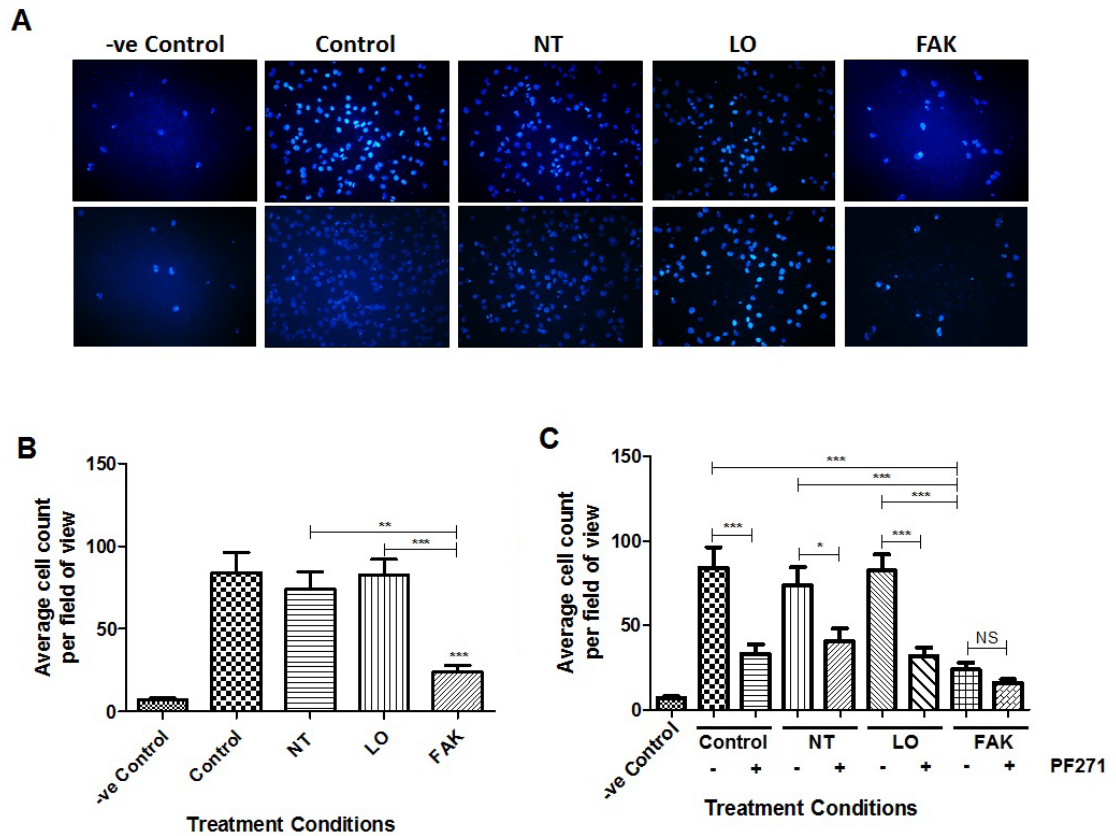 A
-ve Control Control NT LO FAK
B
150
100
50
0
Average cell count
per field of view
**
***
***
-ve Control
Control
NT
LO
FAK
Treatment Conditions
C
150
100
50
0
Average cell count
per field of view
***
***
***
***
*
***
NS
-ve Control
Control NT LO FAK
- + - + - + - + PF271
Treatment Conditions